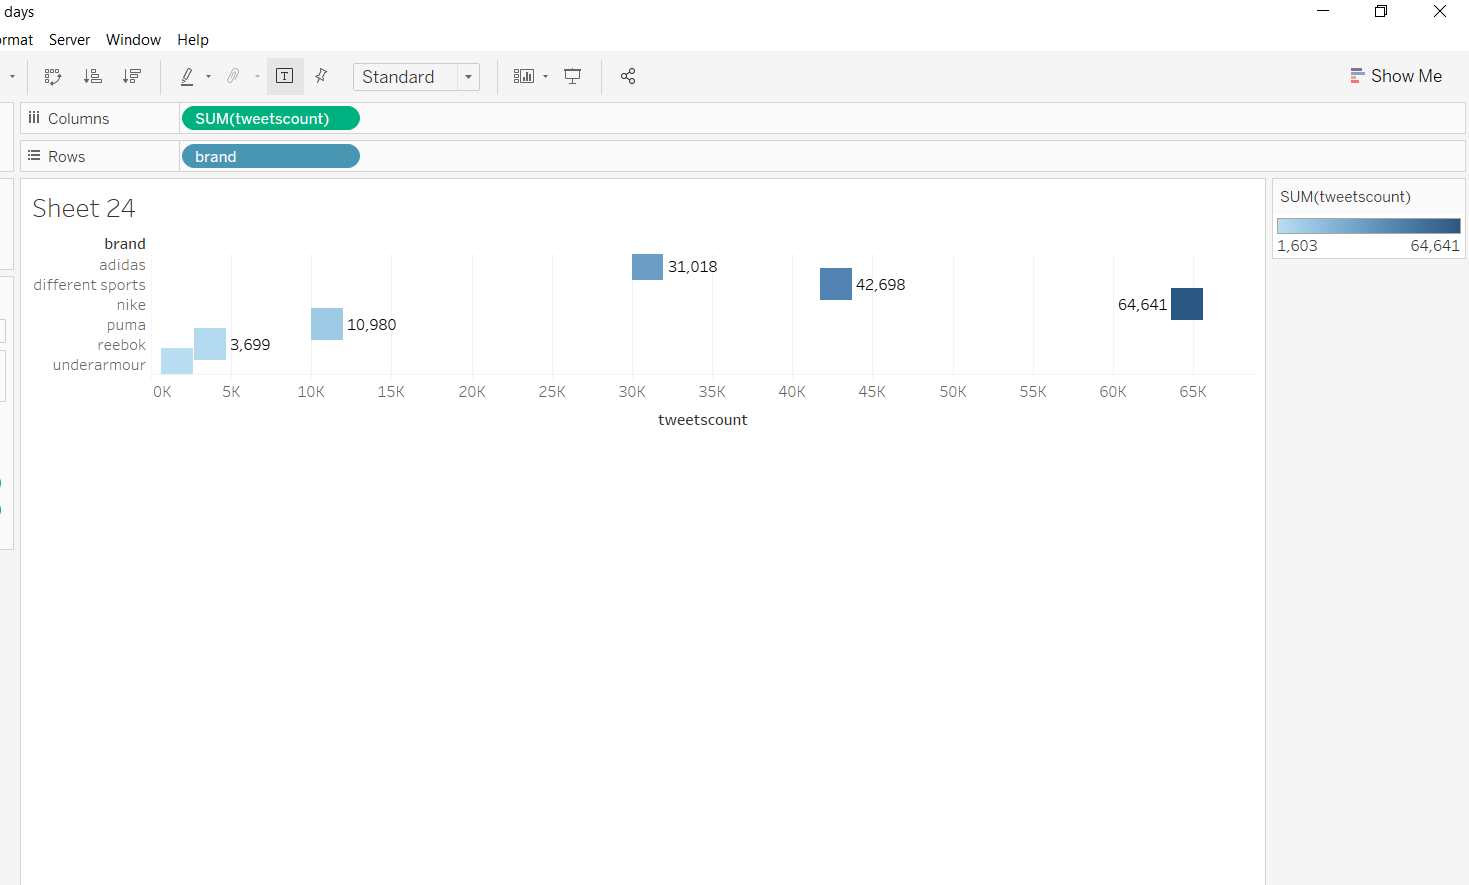 days
ormat Server Window Help
Standard
Show Me
Columns SUM(tweetscount)
Rows brand
Sheet 24
SUM(tweetscount)
1,603 64,641
brand
adidas 31,018
different sports 42,698
nike 64,641
puma 10,980
reebok 3,699
underarmour
0K 5K 10K 15K 20K 25K 30K 35K 40K 45K 50K 55K 60K 65K
tweetscount